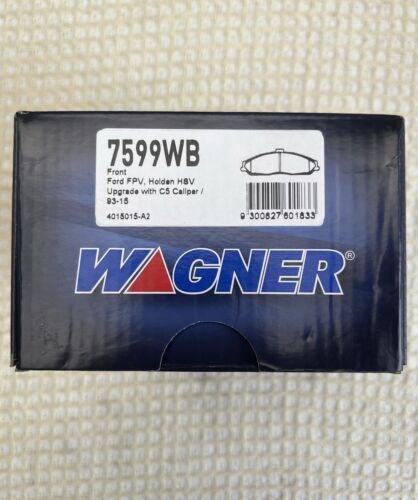 7599WB
Front
Ford FPV, Holden HSV
Upgrade with C5 Caliper /
93-15
4015015-A2
9 300827 601833
WAGNER®